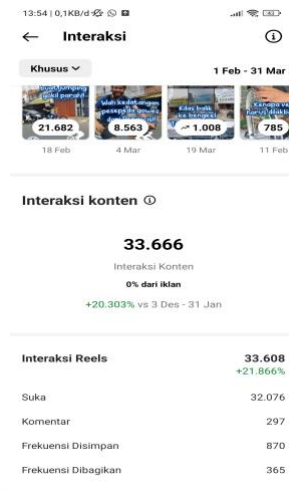 13:54 | 0,1KB/d
Interaksi
Khusus
1 Feb - 31 Mar
21.682
8.563
1.008
785
18 Feb
4 Mar
19 Mar
11 Feb
Interaksi konten
33.666
Interaksi Konten
0% dari iklan
+20.303% vs 3 Des - 31 Jan
Interaksi Reels 33.608
+21.866%
Suka 32.076
Komentar 297
Frekuensi Disimpan 870
Frekuensi Dibagikan 365